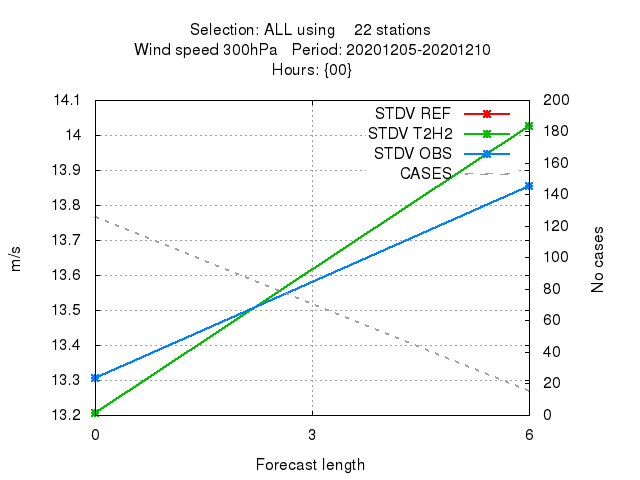 Selection: ALL using 22 stations
Wind speed 300hPa Period: 20201205-20201210
Hours: {00}
14.1
14
13.9
13.8
13.7
13.6
13.5
13.4
13.3
13.2
m/s
STDV REF
STDV T2H2
STDV OBS
CASES
200
180
160
140
120
100
80
60
40
20
0
No cases
0 3 6
Forecast length